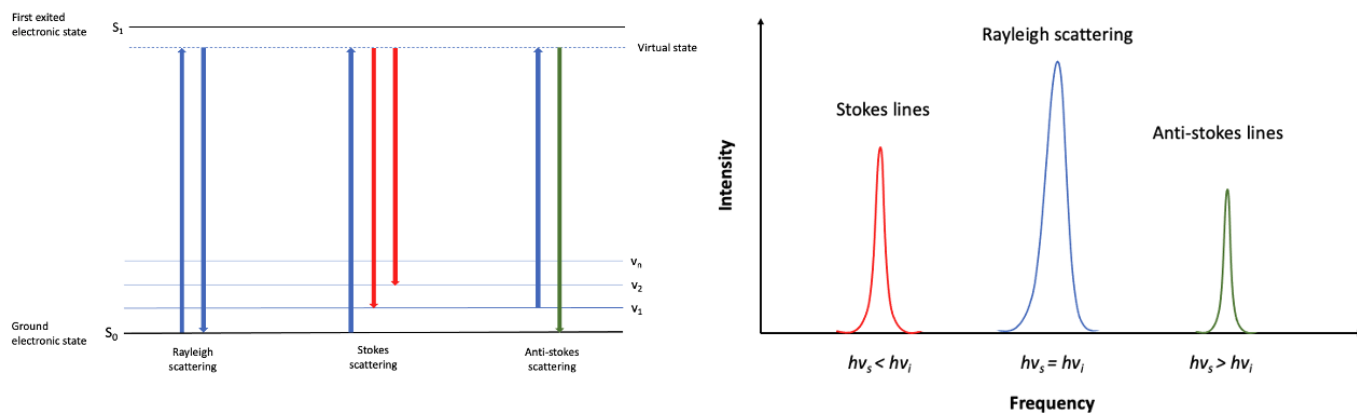 First exited
electronic state
S₁
Virtual state
vₙ
v₂
v₁
Ground
electronic state
S₀
Rayleigh
scattering
Stokes
scattering
Anti-stokes
scattering
Rayleigh scattering
Stokes lines
Anti-stokes lines
Intensity
hvₛ < hvᵢ
hvₛ = hvᵢ
hvₛ > hvᵢ
Frequency